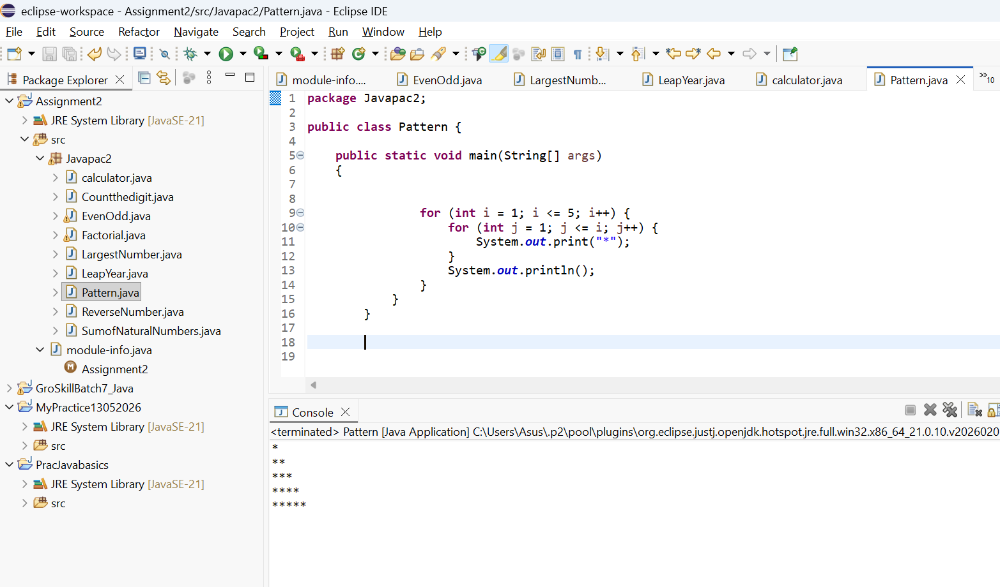 eclipse-workspace - Assignment2/src/Javapac2/Pattern.java - Eclipse IDE
File Edit Source Refactor Navigate Search Project Run Window Help
Package Explorer
Assignment2
JRE System Library [JavaSE-21]
src
Javapac2
calculator.java
Countthedigit.java
EvenOdd.java
Factorial.java
LargestNumber.java
LeapYear.java
Pattern.java
ReverseNumber.java
SumofNaturalNumbers.java
module-info.java
Assignment2
GroSkillBatch7_Java
MyPractice13052026
JRE System Library [JavaSE-21]
src
PracJavabasics
JRE System Library [JavaSE-21]
src
module-info.... EvenOdd.java LargestNumb... LeapYear.java calculator.java Pattern.java »10
1 package Javapac2;
2
3 public class Pattern {
4
5 public static void main(String[] args)
6 {
7
8
9 for (int i = 1; i <= 5; i++) {
10 for (int j = 1; j <= i; j++) {
11 System.out.print("*");
12 }
13 System.out.println();
14 }
15 }
16 }
17
18
19
Console
<terminated> Pattern [Java Application] C:\Users\Asus\.p2\pool\plugins\org.eclipse.justj.openjdk.hotspot.jre.full.win32.x86_64_21.0.10.v2026020
*
**
***
****
*****